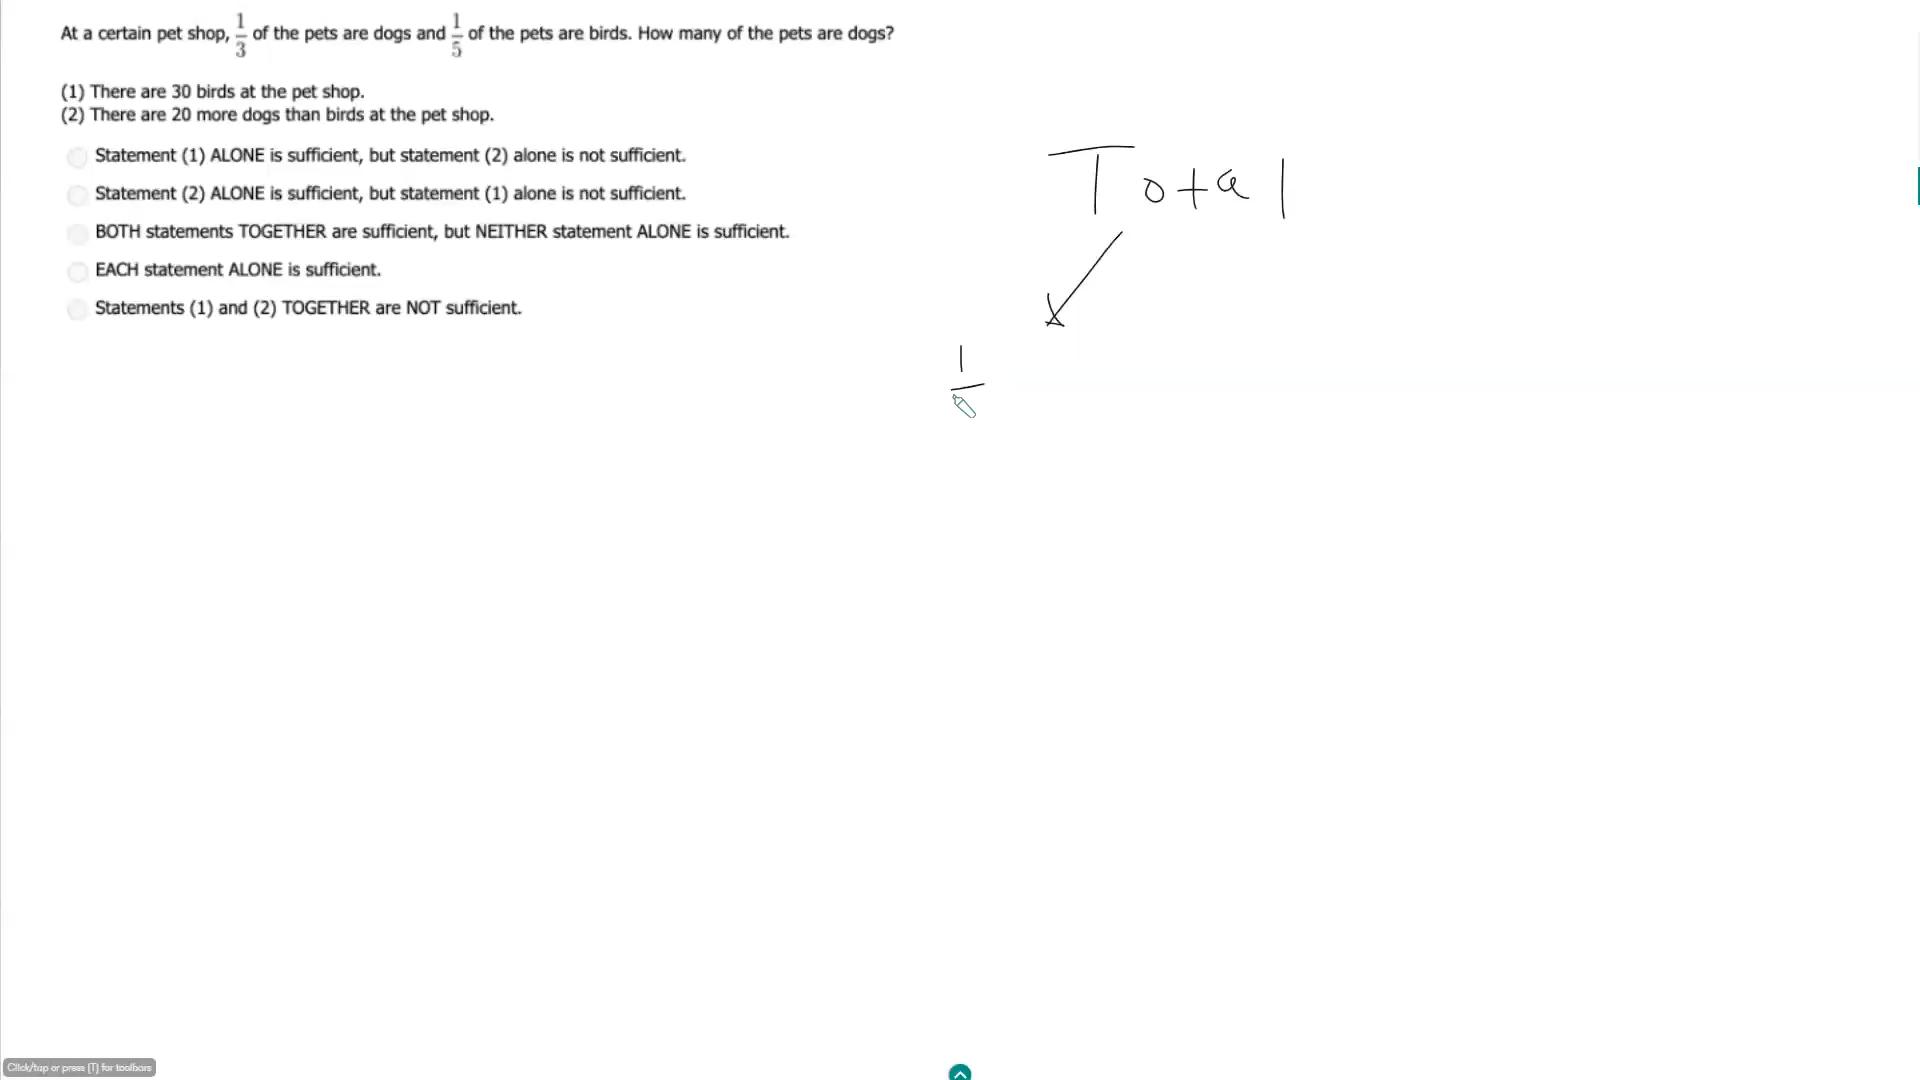 At a certain pet shop, 1/3 of the pets are dogs and 1/5 of the pets are birds. How many of the pets are dogs?
(1) There are 30 birds at the pet shop.
(2) There are 20 more dogs than birds at the pet shop.
Statement (1) ALONE is sufficient, but statement (2) alone is not sufficient.
Statement (2) ALONE is sufficient, but statement (1) alone is not sufficient.
BOTH statements TOGETHER are sufficient, but NEITHER statement ALONE is sufficient.
EACH statement ALONE is sufficient.
Statements (1) and (2) TOGETHER are NOT sufficient.
Total
1
Click/tap or press [T] for toolbars